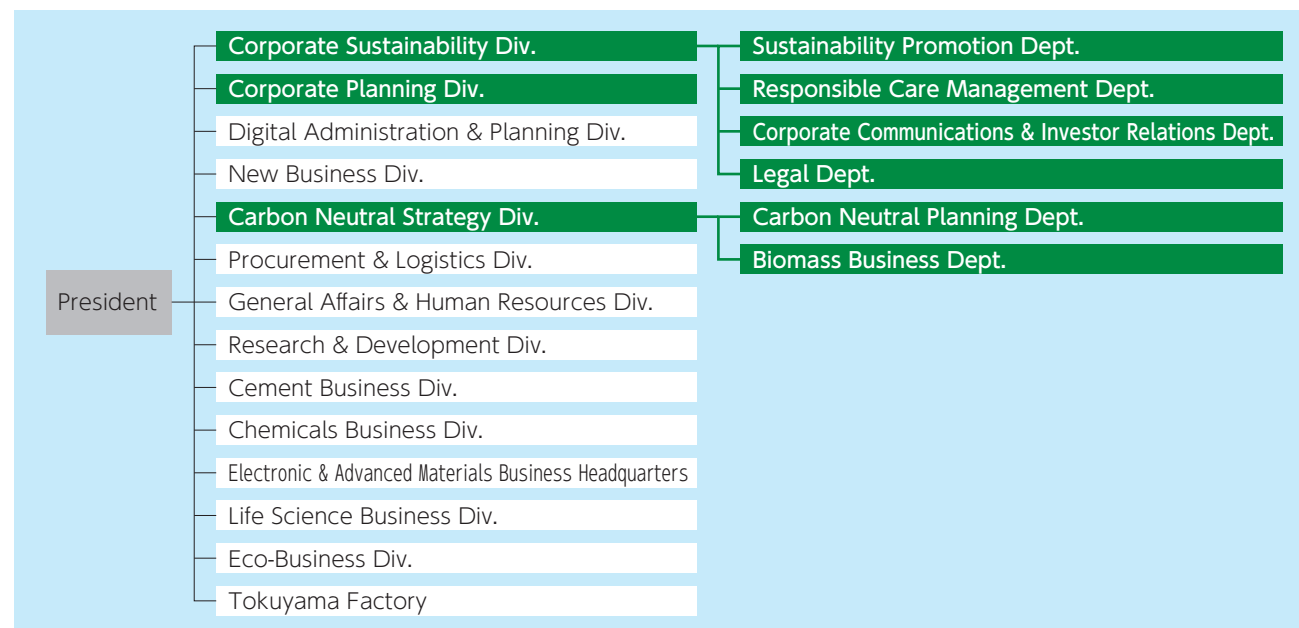 Corporate Sustainability Div.
Sustainability Promotion Dept.
Corporate Planning Div.
Responsible Care Management Dept.
Digital Administration & Planning Div.
Corporate Communications & Investor Relations Dept.
New Business Div.
Legal Dept.
Carbon Neutral Strategy Div.
Carbon Neutral Planning Dept.
Procurement & Logistics Div.
Biomass Business Dept.
President
General Affairs & Human Resources Div.
Research & Development Div.
Cement Business Div.
Chemicals Business Div.
Electronic & Advanced Materials Business Headquarters
Life Science Business Div.
Eco-Business Div.
Tokuyama Factory